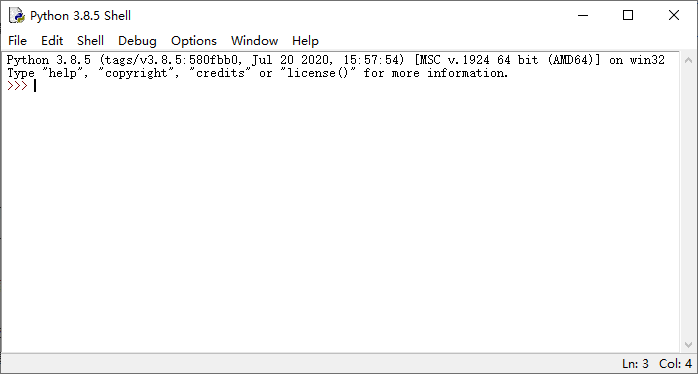 Python 3.8.5 Shell
File Edit Shell Debug Options Window Help
Python 3.8.5 (tags/v3.8.5:580fbb0, Jul 20 2020, 15:57:54) [MSC v.1924 64 bit (AMD64)] on win32
Type "help", "copyright", "credits" or "license()" for more information.
>>>
Ln: 3 Col: 4